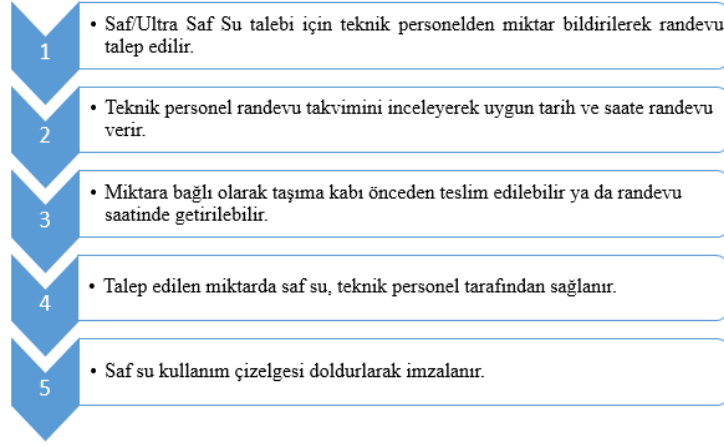 1
• Saf/Ultra Saf Su talebi için teknik personelden miktar bildirilerek randevu
talep edilir.
2
• Teknik personel randevu takvimini inceleyerek uygun tarih ve saate randevu
verir.
3
• Miktara bağlı olarak taşıma kabı önceden teslim edilebilir ya da randevu
saatinde getirilebilir.
4
• Talep edilen miktarda saf su, teknik personel tarafından sağlanır.
5
• Saf su kullanım çizelgesi doldurlarak imzalanır.